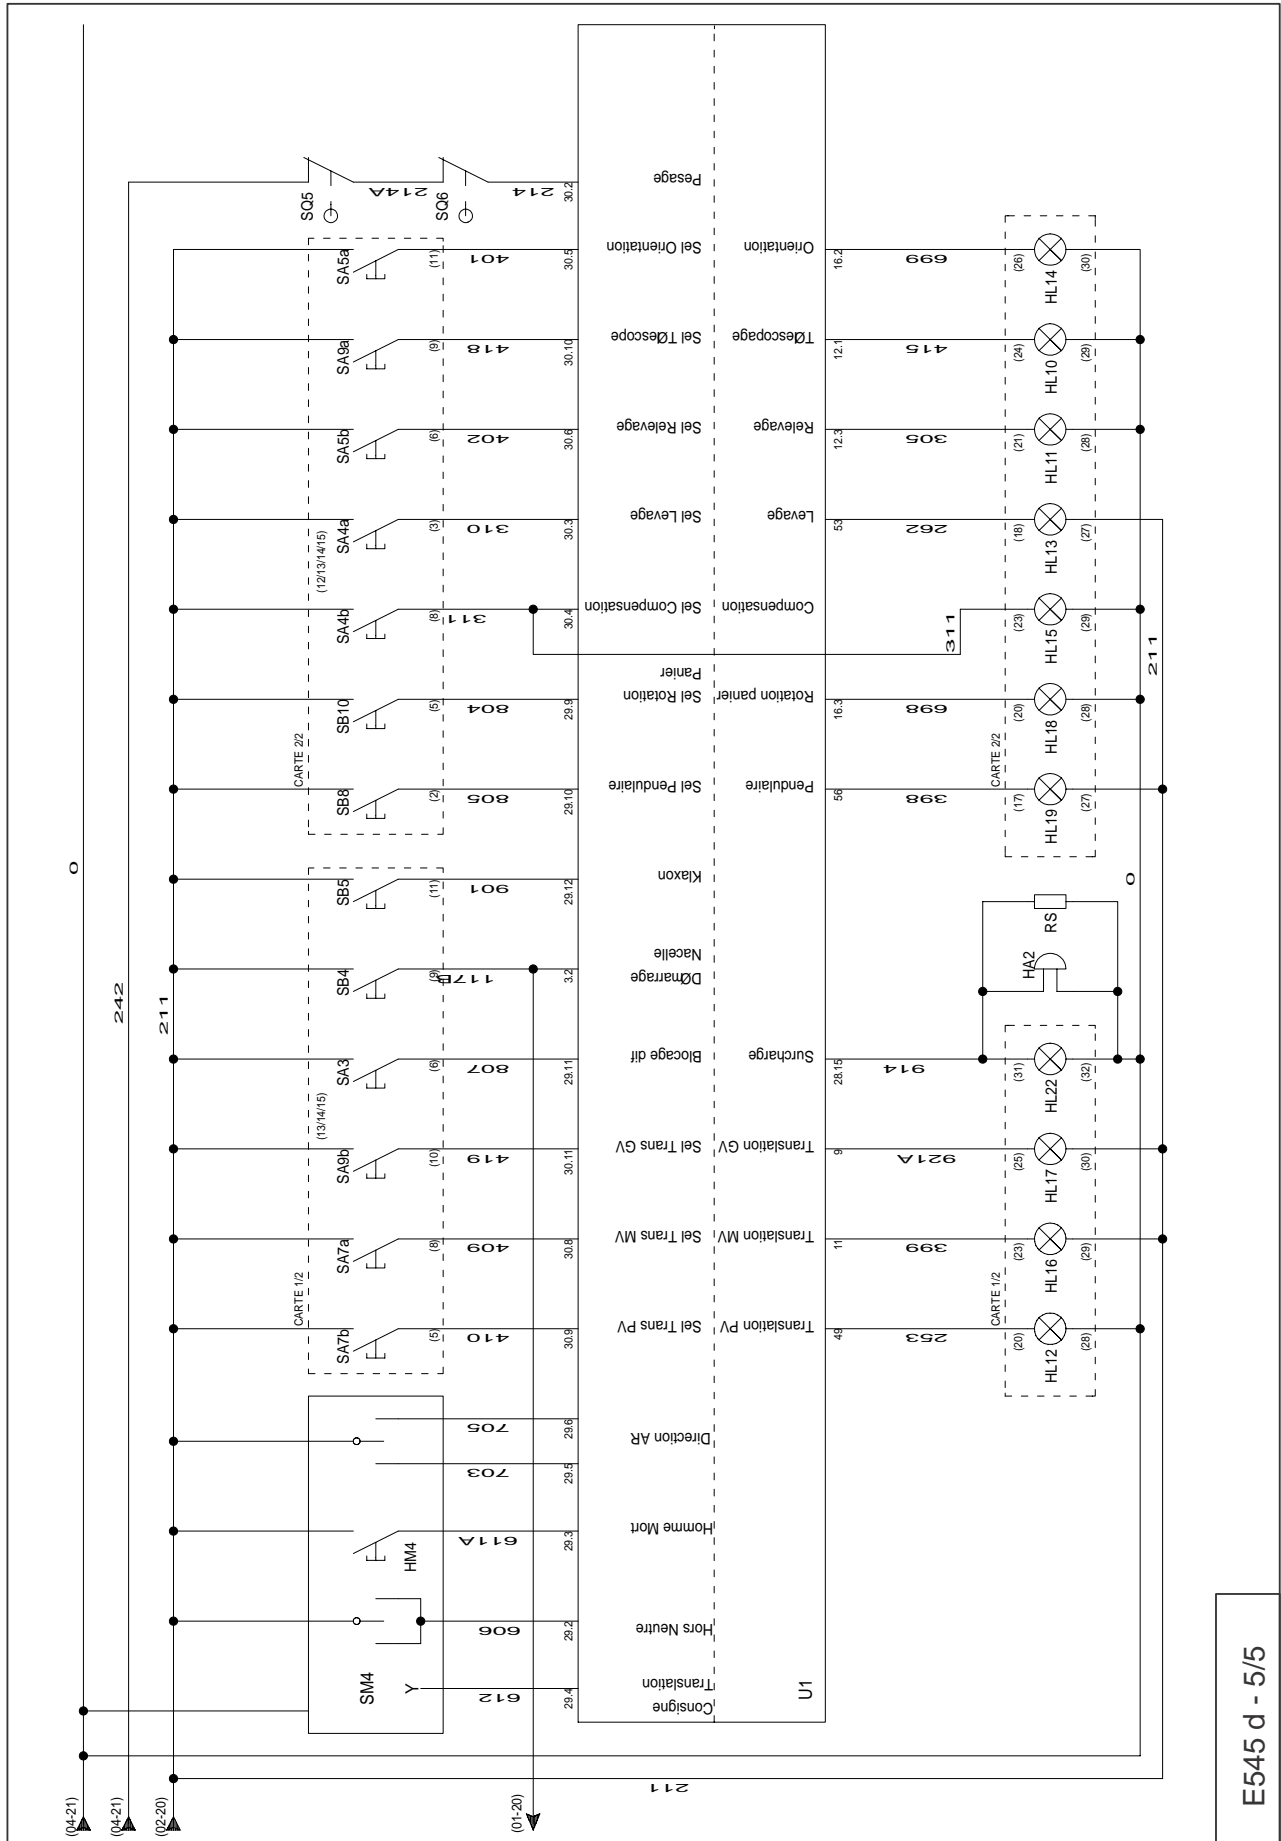 0
242
211
SQ5
214A
SQ6
214
30.2
Pesage
SA5a
(11)
401
30.5
Sel Orientation
Orientation
16.2
699
(26)
HL14
(30)
SA9a
(9)
418
30.10
Sel TØescope
TØescopage
12.1
415
(24)
HL10
(29)
SA5b
(6)
402
30.6
Sel Relevage
Relevage
12.3
305
(21)
HL11
(28)
SA4a
(12/13/14/15)
(3)
310
30.3
Sel Levage
Levage
53
262
(18)
HL13
(27)
SA4b
(8)
311
30.4
Sel Compensation
Compensation
311
(23)
HL15
(29)
211
SB10
(5)
804
29.9
Sel Rotation
Panier
Rotation panier
16.3
698
(20)
HL18
(28)
CARTE 2/2
CARTE 2/2
SB8
(2)
805
29.10
Sel Pendulaire
Pendulaire
56
398
(17)
HL19
(27)
SB5
(11)
901
29.12
Klaxon
0
RS
HA2
SB4
(9)
117B
3.2
DØmarrage
Nacelle
SA3
(6)
807
29.11
Blocage dif
Surcharge
28.15
914
(31)
HL22
(32)
(13/14/15)
SA9b
(10)
419
30.11
Sel Trans GV
Translation GV
9
921A
(25)
HL17
(30)
SA7a
(8)
409
30.8
Sel Trans MV
Translation MV
11
399
(23)
HL16
(29)
CARTE 1/2
CARTE 1/2
SA7b
(5)
410
30.9
Sel Trans PV
Translation PV
49
253
(20)
HL12
(28)
705
29.6
Direction AR
703
29.5
HM4
611A
29.3
Homme Mort
606
29.2
Hors Neutre
SM4
Y
612
29.4
Consigne
Translation
U1
211
(04-21)
(04-21)
(02-20)
(01-20)
E545 d - 5/5